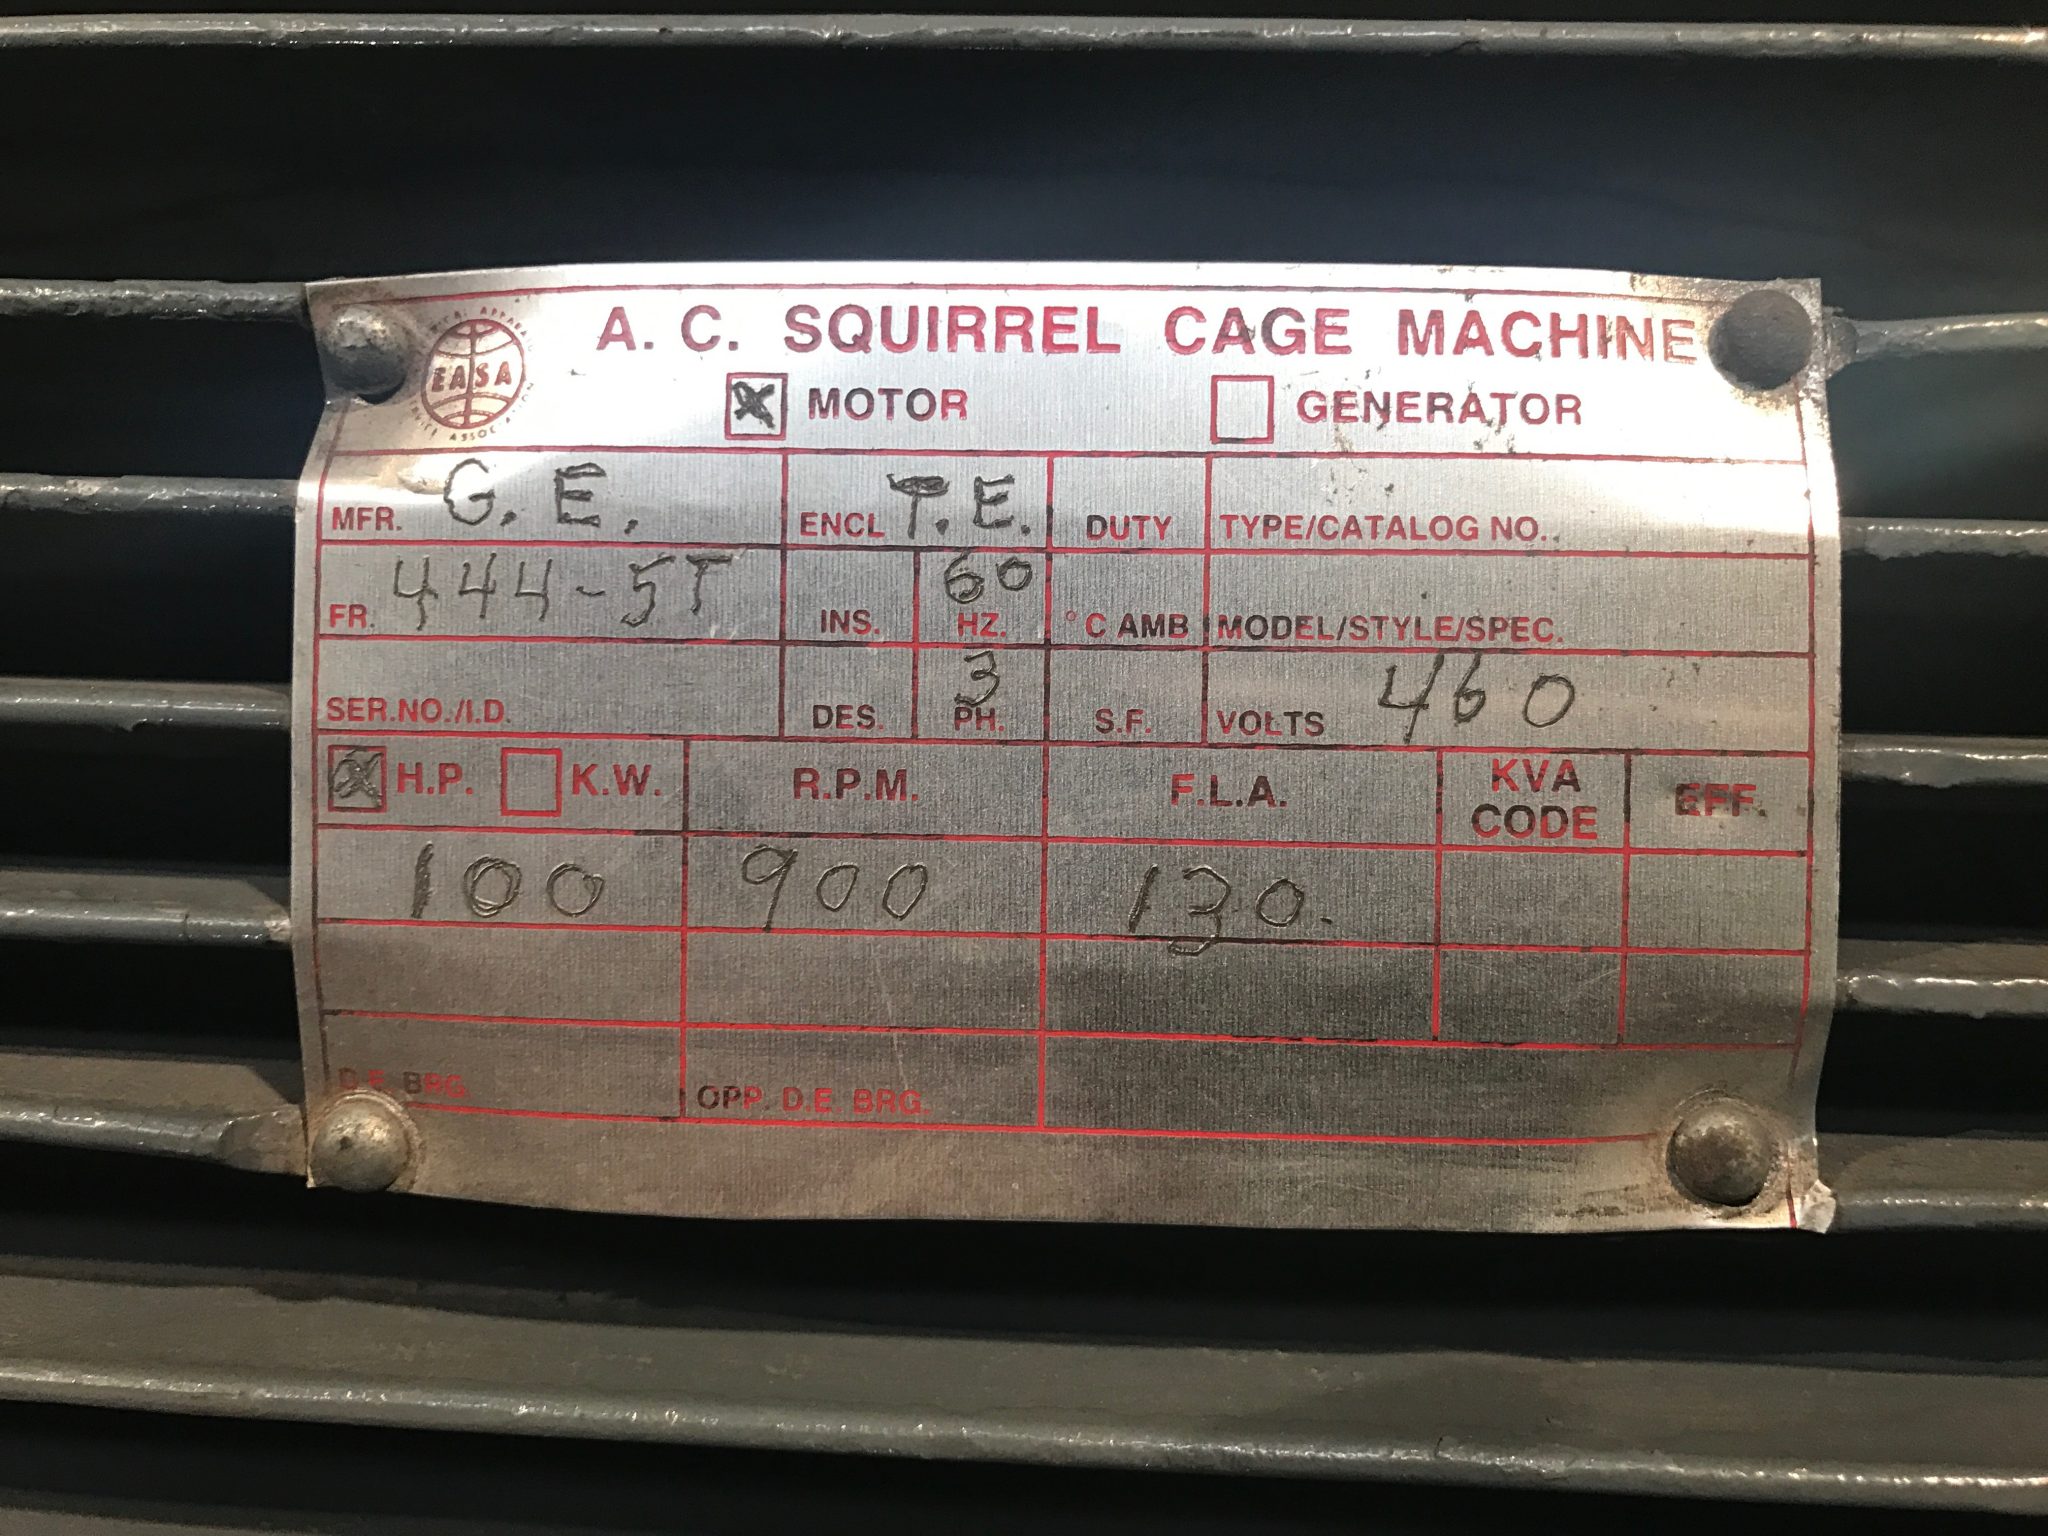 A. C. SQUIRREL CAGE MACHINE
EASA
MOTOR GENERATOR
MFR. G. E. ENCL T.E. DUTY TYPE/CATALOG NO.
FR. 444-5T INS. 60 HZ. °C AMB MODEL/STYLE/SPEC.
SER.NO./I.D. DES. 3 PH. S.F. VOLTS 460
H.P. K.W. R.P.M. F.L.A. KVA CODE EFF.
100 900 130.
D.E. BRG. OPP. D.E. BRG.